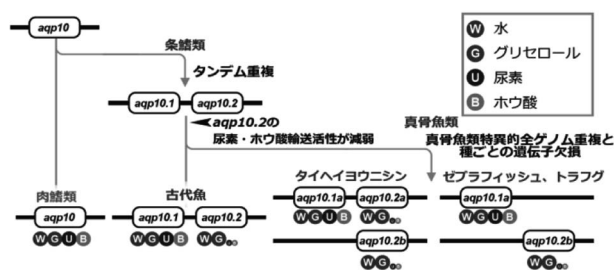 aqp10
条鰭類
タンデム重複
aqp10.1 aqp10.2
aqp10.2の
尿素・ホウ酸輸送活性が減弱
W 水
G グリセロール
U 尿素
B ホウ酸
真骨魚類
真骨魚類特異的全ゲノム重複と
種ごとの遺伝子欠損
肉鰭類
aqp10
W G U B
古代魚
aqp10.1 aqp10.2
W G U B W G
タイヘイヨウニシン
aqp10.1a aqp10.2a
W G U B W G
aqp10.2b
W G
ゼブラフィッシュ、トラフグ
aqp10.1a
W G U B
aqp10.2b
W G